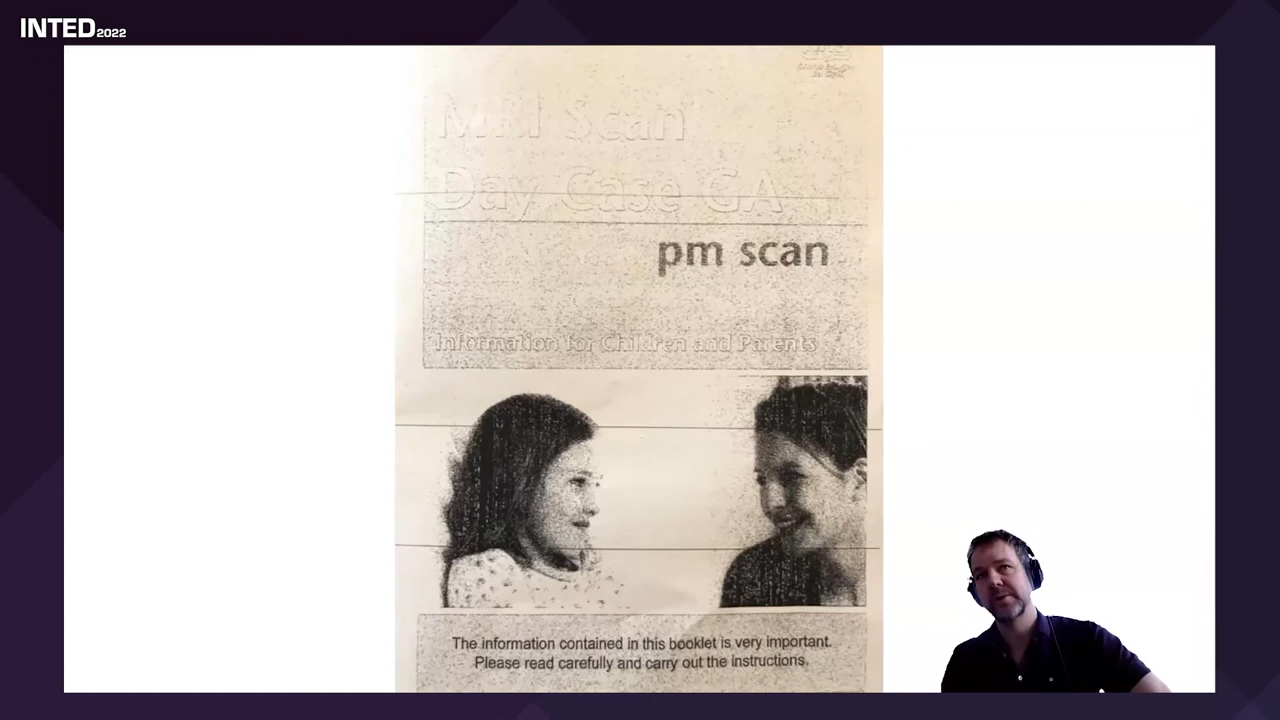 INTED2022
MRI Scan
Day Case GA
pm scan
Information for Children and Parents
The information contained in this booklet is very important.
Please read carefully and carry out the instructions.